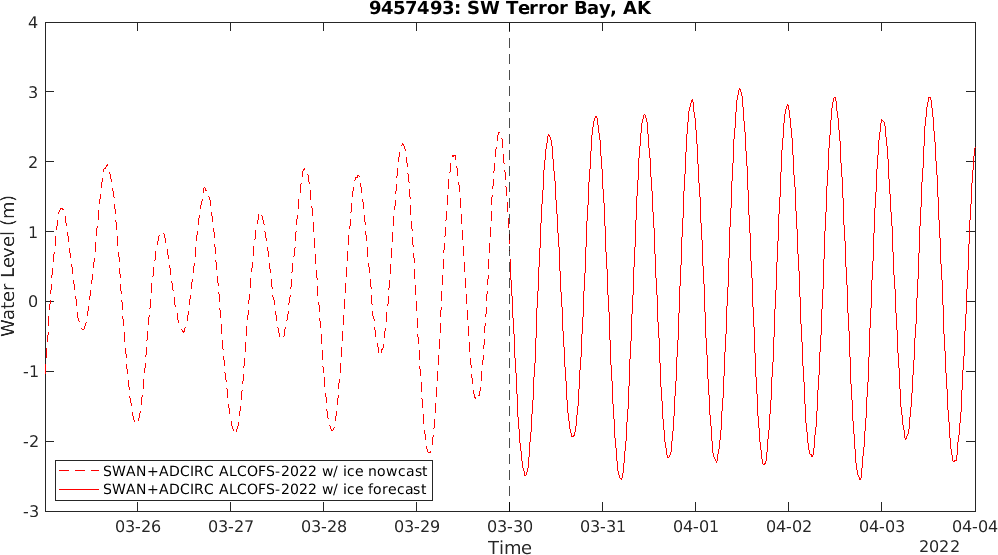 9457493: SW Terror Bay, AK
4
3
2
1
0
-1
-2
-3
Water Level (m)
SWAN+ADCIRC ALCOFS-2022 w/ ice nowcast
SWAN+ADCIRC ALCOFS-2022 w/ ice forecast
03-26 03-27 03-28 03-29 03-30 03-31 04-01 04-02 04-03 04-04
Time
2022